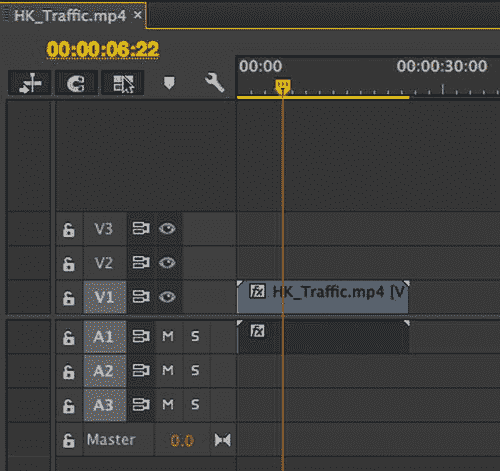 HK_Traffic.mp4 ×
00:00:06:22
00:00 00:00:30:00
V3
V2
V1 fx HK_Traffic.mp4 [V
A1 M S fx
A2 M S
A3 M S
Master 0.0